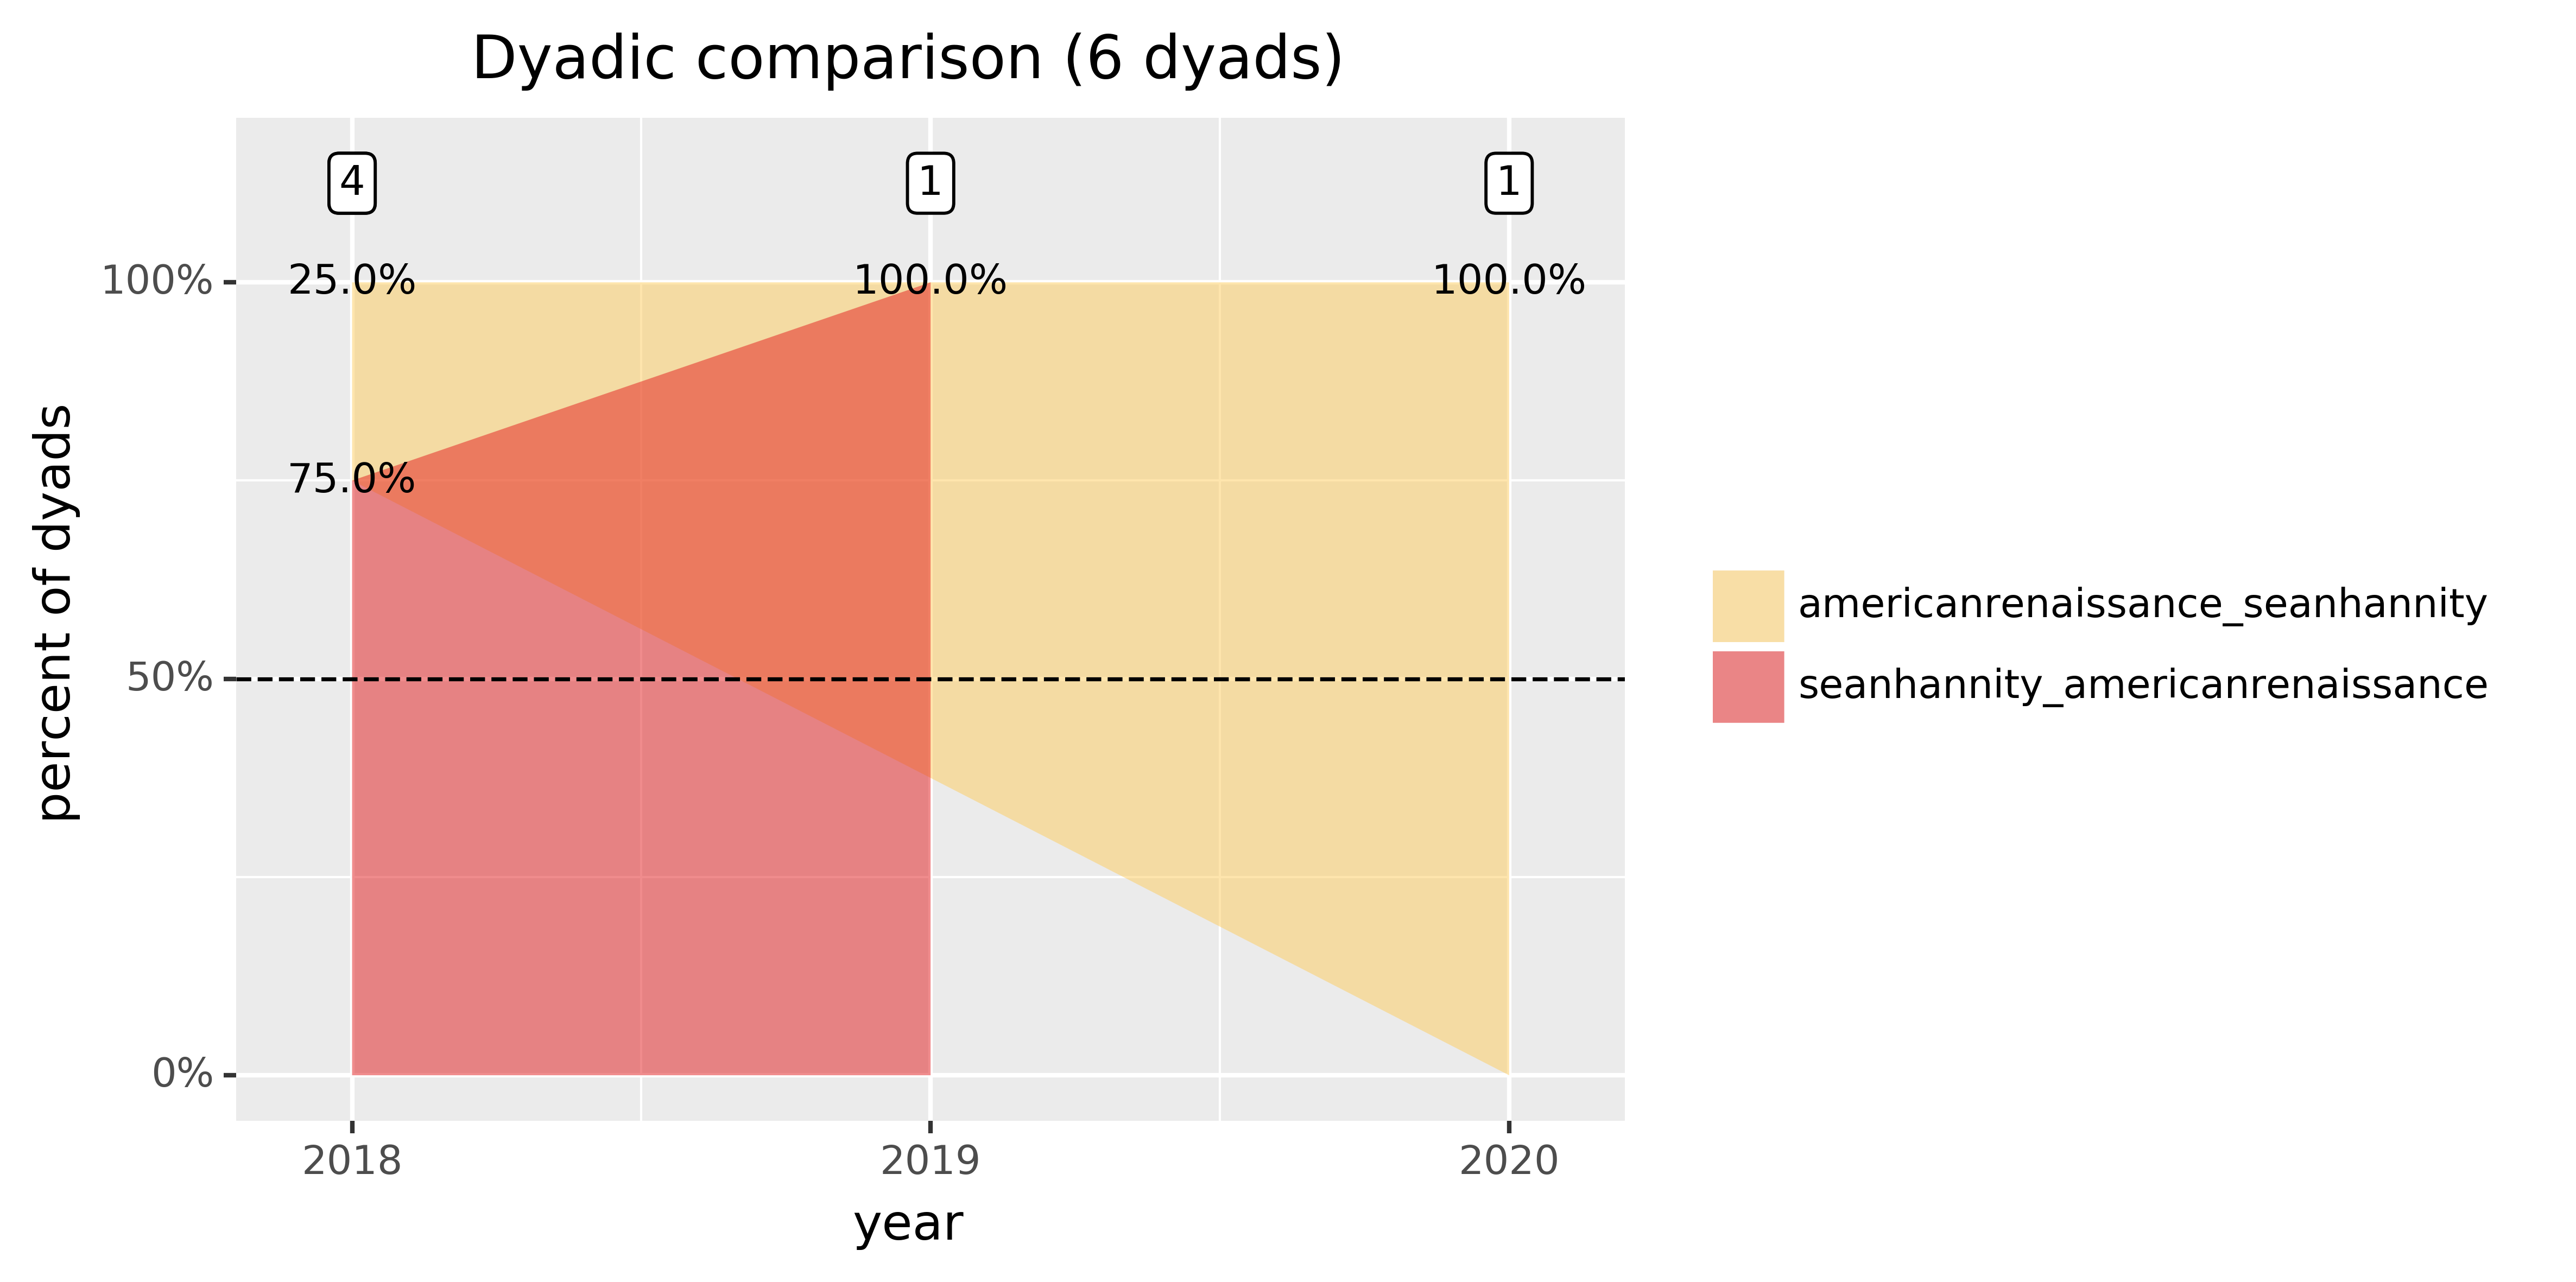 Dyadic comparison (6 dyads)
4 1 1
100% 25.0% 100.0% 100.0%
75.0%
50%
0%
percent of dyads
2018 2019 2020
year
americanrenaissance_seanhannity
seanhannity_americanrenaissance